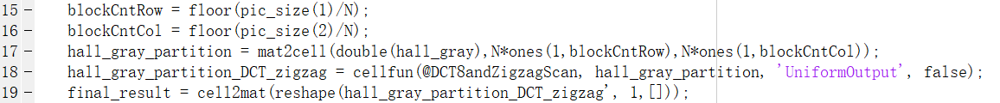 15 - blockCntRow = floor(pic_size(1)/N);
16 - blockCntCol = floor(pic_size(2)/N);
17 - hall_gray_partition = mat2cell(double(hall_gray),N*ones(1,blockCntRow),N*ones(1,blockCntCol));
18 - hall_gray_partition_DCT_zigzag = cellfun(@DCT8andZigzagScan, hall_gray_partition, 'UniformOutput', false);
19 - final_result = cell2mat(reshape(hall_gray_partition_DCT_zigzag', 1,[]));